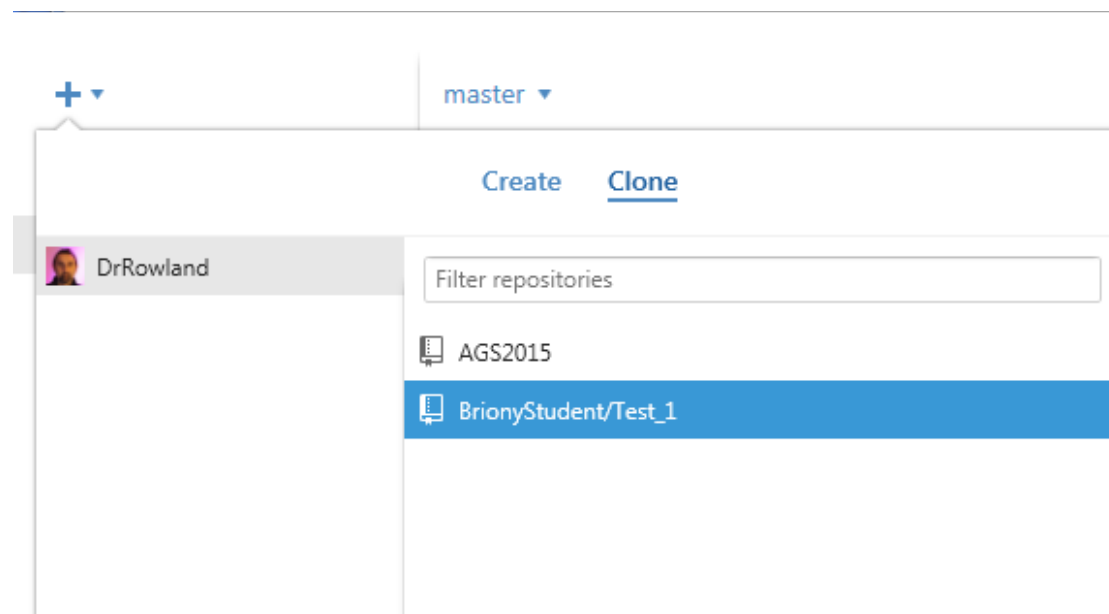 master
Create Clone
DrRowland
Filter repositories
AGS2015
BrionyStudent/Test_1